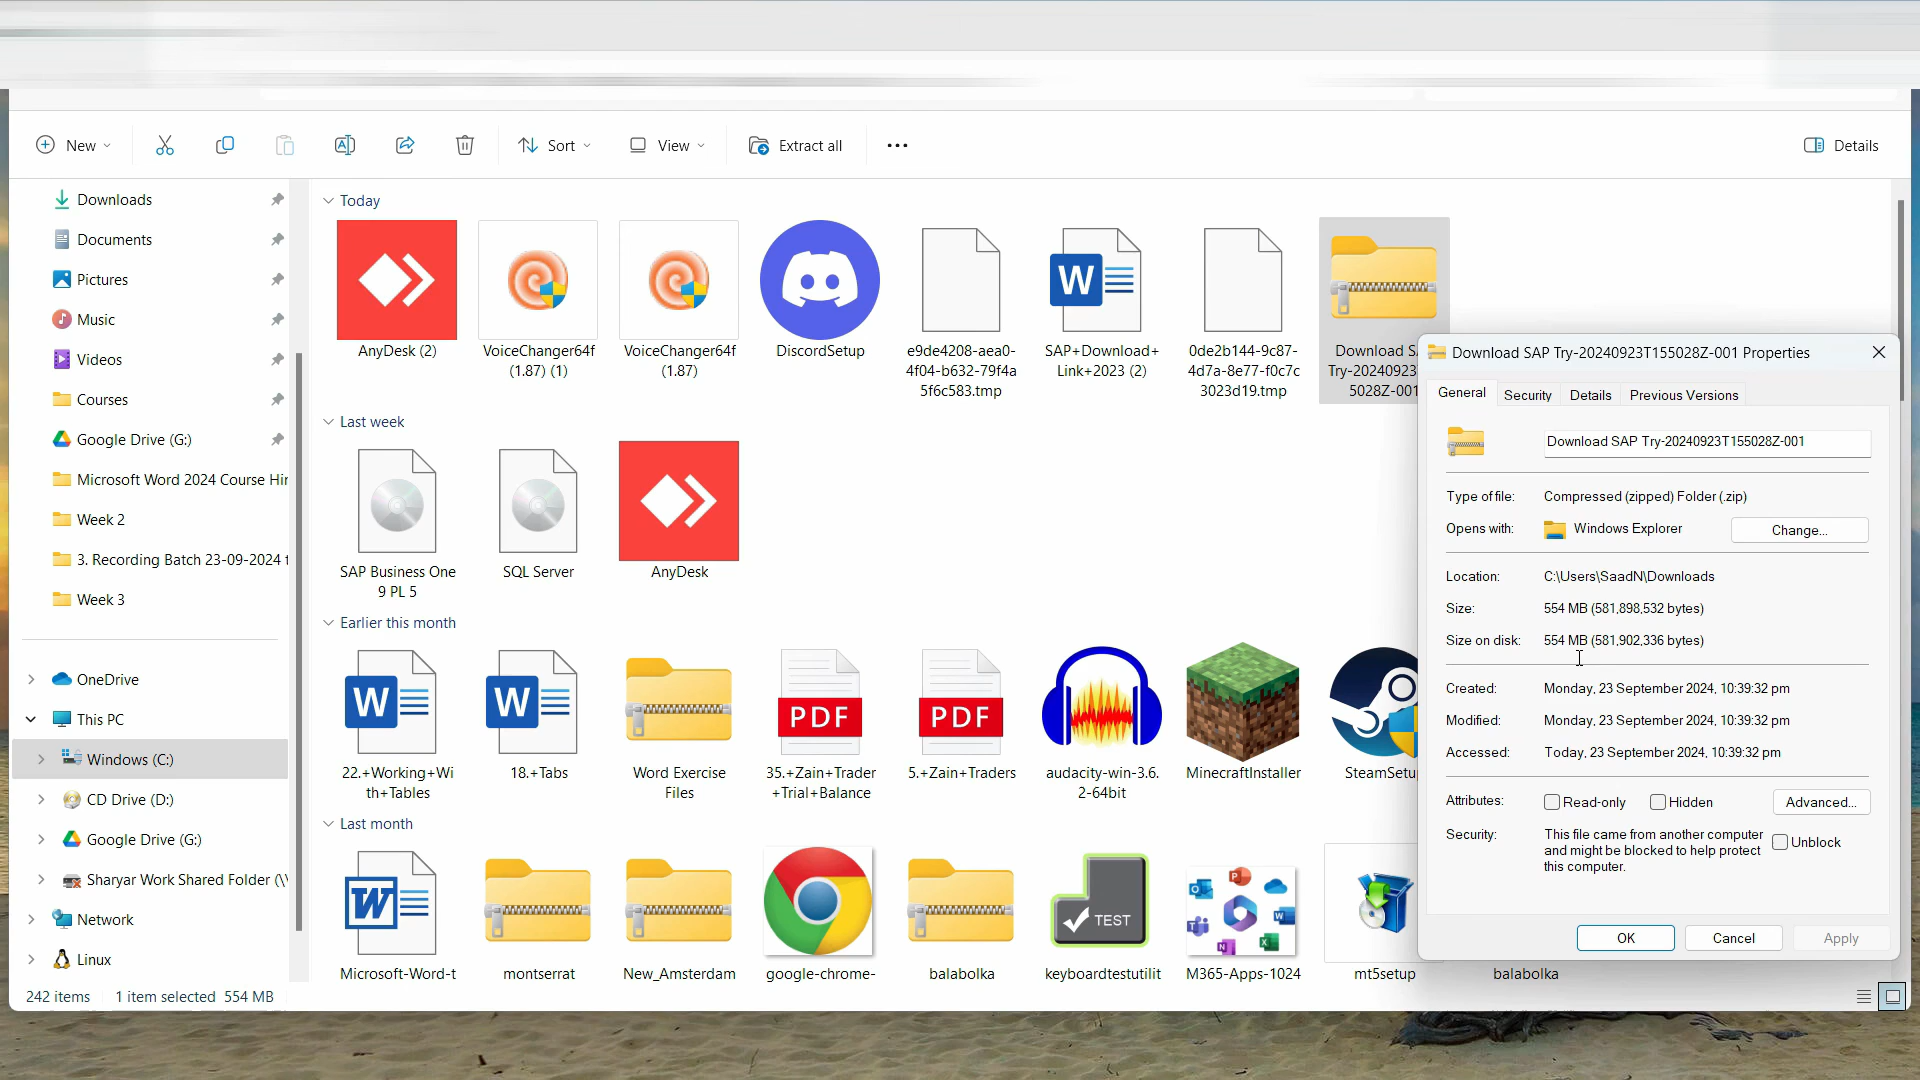 New
Sort
View
Extract all
Details
Downloads
Documents
Pictures
Music
Videos
Courses
Google Drive (G:)
Microsoft Word 2024 Course Hin
Week 2
3. Recording Batch 23-09-2024 t
Week 3
OneDrive
This PC
Windows (C:)
CD Drive (D:)
Google Drive (G:)
Sharyar Work Shared Folder (\\
Network
Linux
242 items
1 item selected 554 MB
Today
AnyDesk (2)
VoiceChanger64f
(1.87) (1)
VoiceChanger64f
(1.87)
DiscordSetup
e9de4208-aea0-
4f04-b632-79f4a
5f6c583.tmp
W
SAP+Download+
Link+2023 (2)
0de2b144-9c87-
4d7a-8e77-f0c7c
3023d19.tmp
Download S
Try-20240923
5028Z-001
Last week
SAP Business One
9 PL 5
SQL Server
AnyDesk
Earlier this month
W
22.+Working+Wi
th+Tables
W
18.+Tabs
Word Exercise
Files
PDF
35.+Zain+Trader
+Trial+Balance
PDF
5.+Zain+Traders
audacity-win-3.6.
2-64bit
MinecraftInstaller
SteamSetu
Last month
W
Microsoft-Word-t
montserrat
New_Amsterdam
google-chrome-
balabolka
TEST
keyboardtestutilit
M365-Apps-1024
mt5setup
balabolka
Download SAP Try-20240923T155028Z-001 Properties
General
Security
Details
Previous Versions
Download SAP Try-20240923T155028Z-001
Type of file: Compressed (zipped) Folder (.zip)
Opens with: Windows Explorer
Change...
Location: C:\Users\SaadN\Downloads
Size: 554 MB (581,898,532 bytes)
Size on disk: 554 MB (581,902,336 bytes)
Created: Monday, 23 September 2024, 10:39:32 pm
Modified: Monday, 23 September 2024, 10:39:32 pm
Accessed: Today, 23 September 2024, 10:39:32 pm
Attributes: Read-only Hidden
Advanced...
Security: This file came from another computer
and might be blocked to help protect
this computer.
Unblock
OK
Cancel
Apply